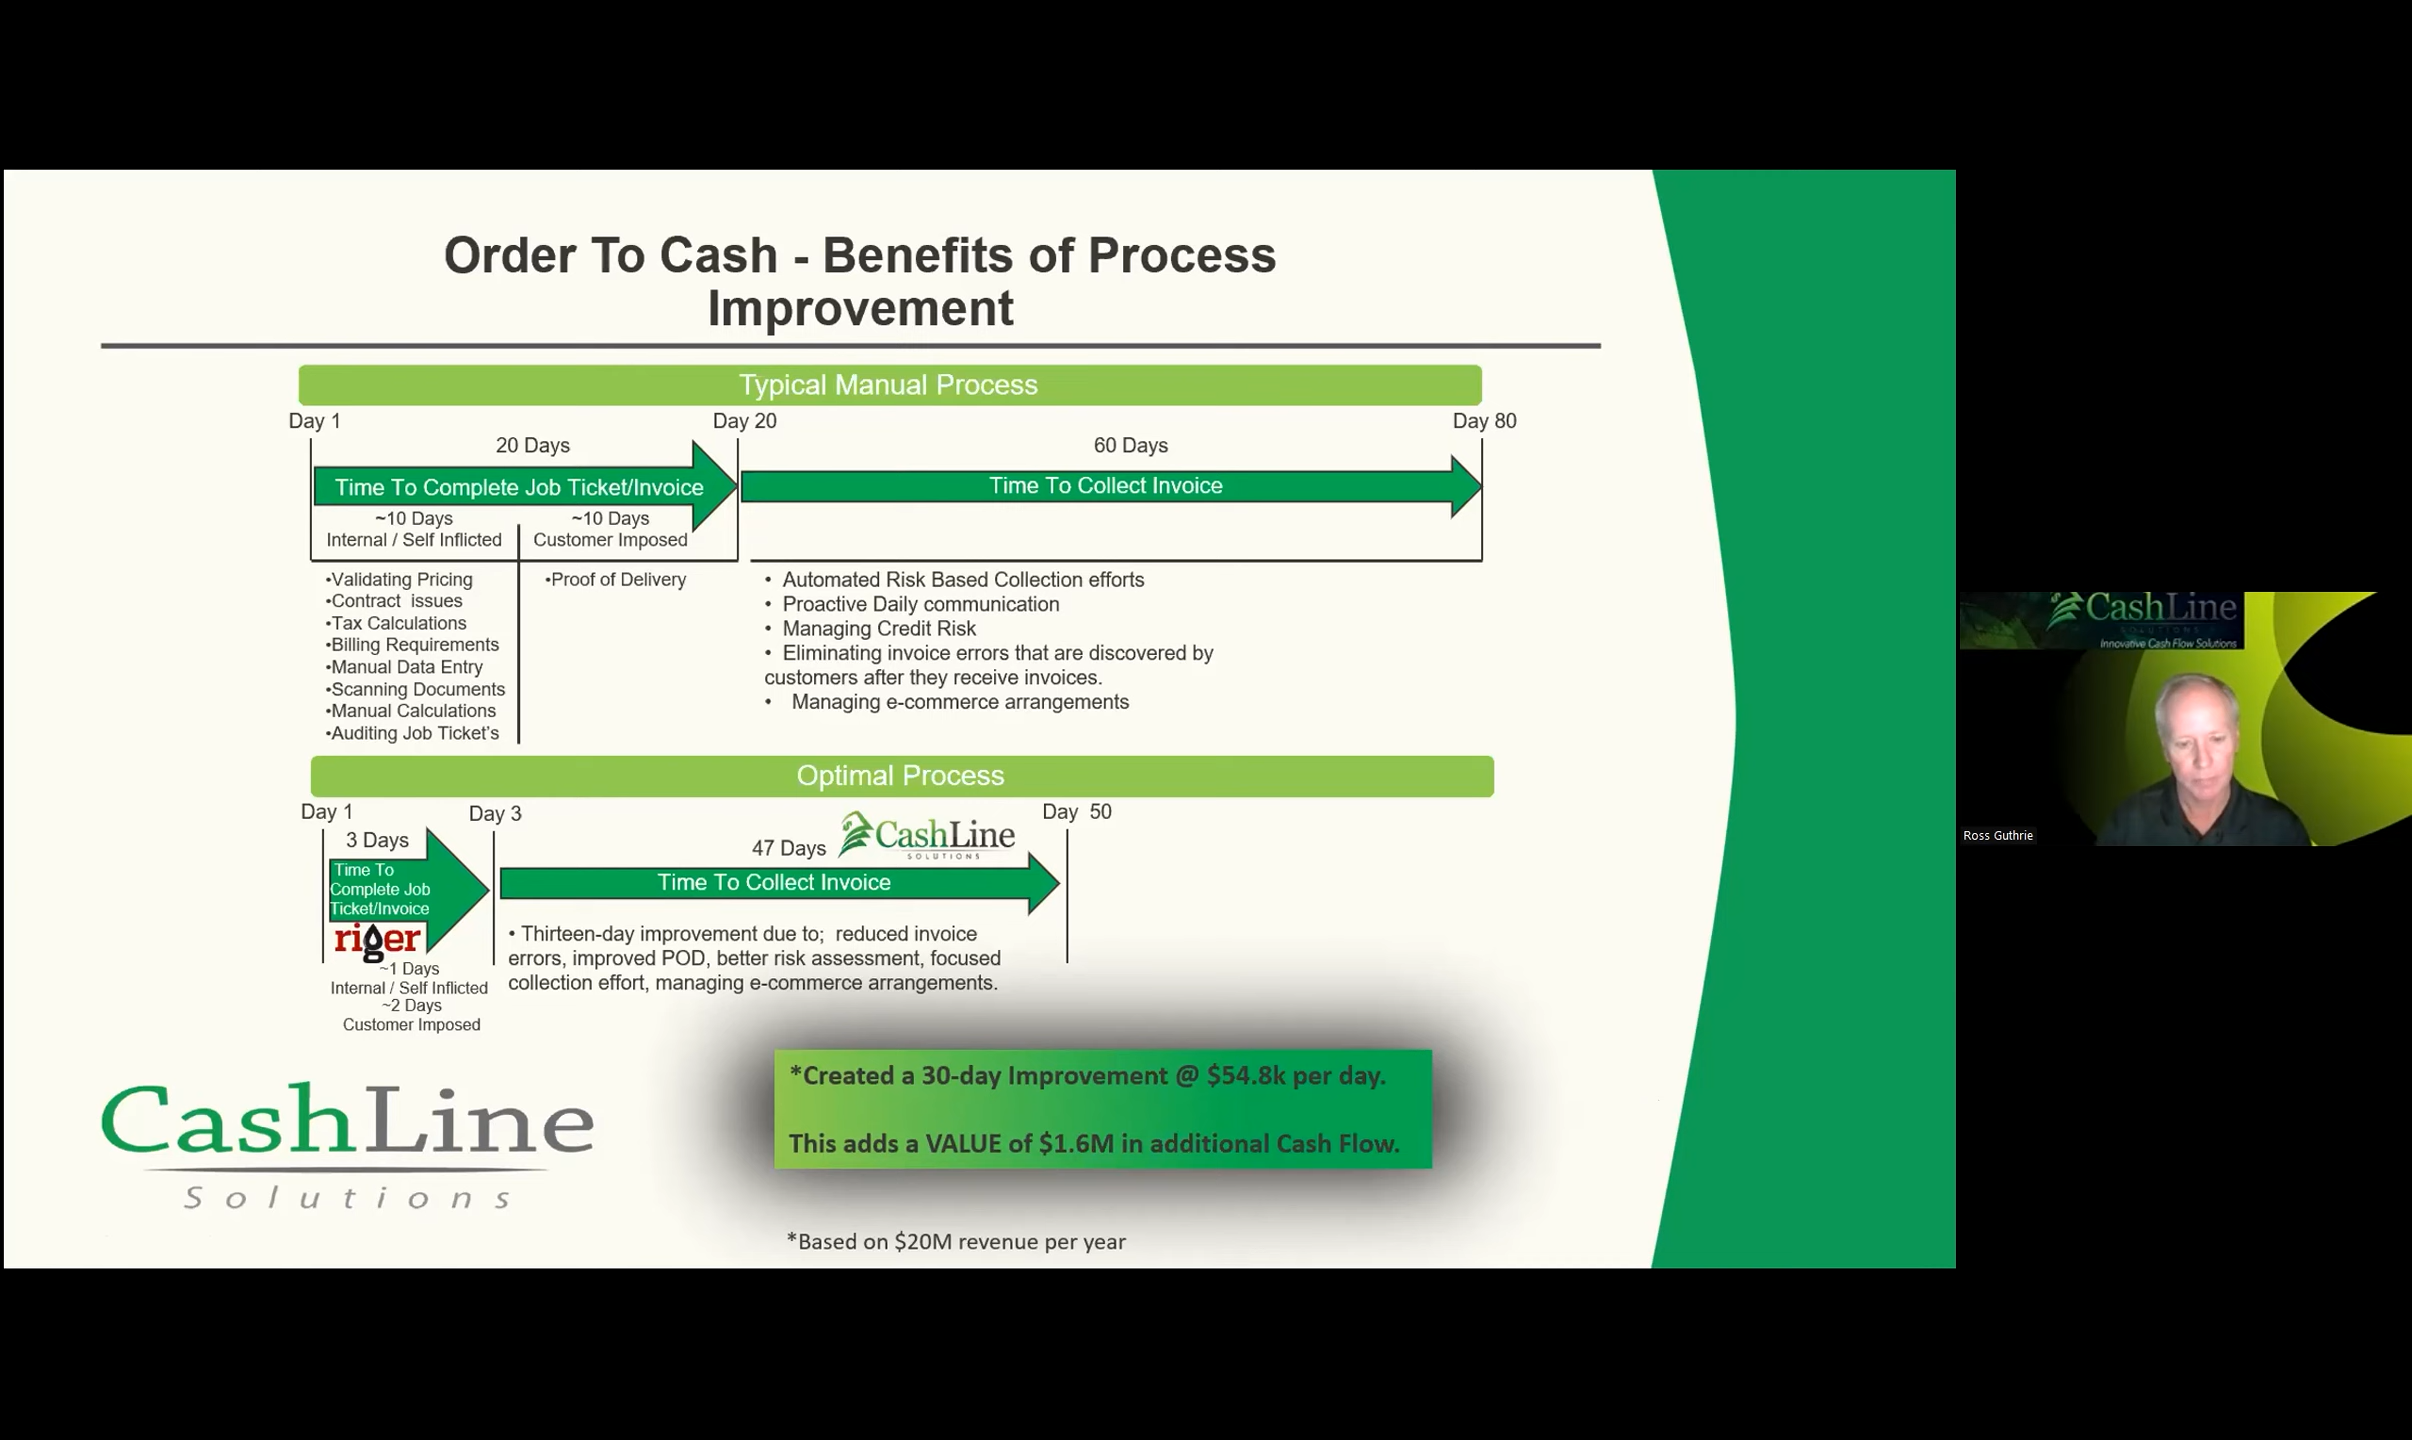 Order To Cash - Benefits of Process
Improvement
Typical Manual Process
Day 1
Day 20
Day 80
20 Days
60 Days
Time To Complete Job Ticket/Invoice
Time To Collect Invoice
~10 Days
Internal / Self Inflicted
~10 Days
Customer Imposed
•Validating Pricing
•Contract issues
•Tax Calculations
•Billing Requirements
•Manual Data Entry
•Scanning Documents
•Manual Calculations
•Auditing Job Ticket's
•Proof of Delivery
• Automated Risk Based Collection efforts
• Proactive Daily communication
• Managing Credit Risk
• Eliminating invoice errors that are discovered by
customers after they receive invoices.
• Managing e-commerce arrangements
Optimal Process
Day 1
Day 3
Day 50
3 Days
47 Days
CashLine
SOLUTIONS
Time To
Complete Job
Ticket/Invoice
Time To Collect Invoice
riger
~1 Days
Internal / Self Inflicted
~2 Days
Customer Imposed
• Thirteen-day improvement due to; reduced invoice
errors, improved POD, better risk assessment, focused
collection effort, managing e-commerce arrangements.
*Created a 30-day Improvement @ $54.8k per day.
This adds a VALUE of $1.6M in additional Cash Flow.
CashLine
Solutions
*Based on $20M revenue per year
CashLine
SOLUTIONS
Innovative Cash Flow Solutions
Ross Guthrie